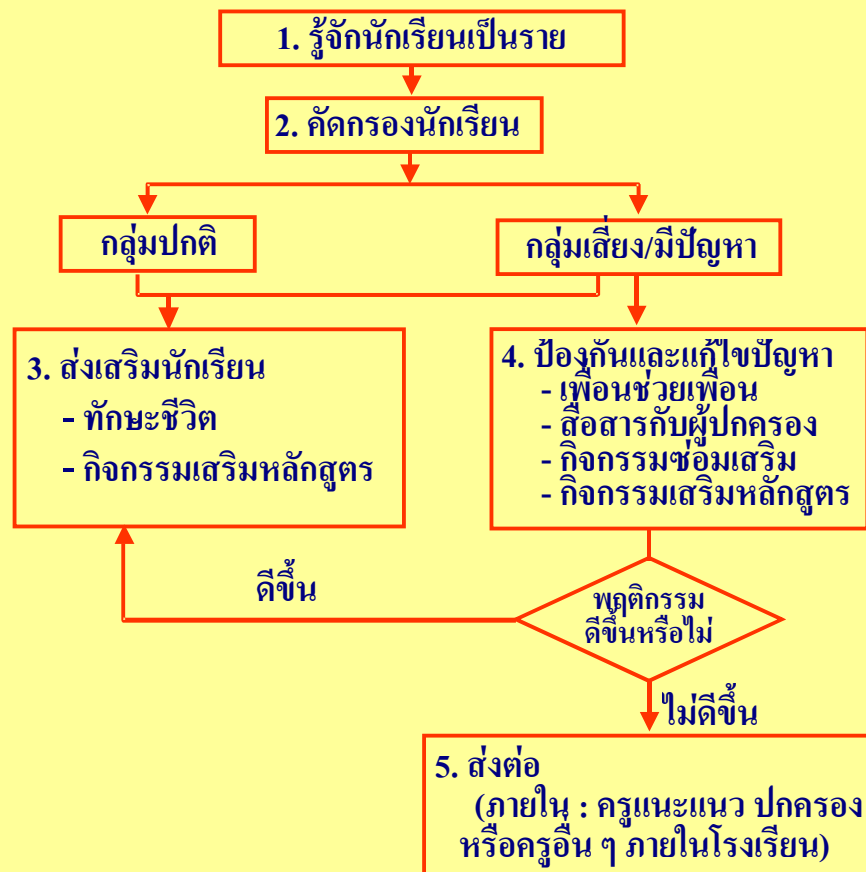 1. รู้จักนักเรียนเป็นราย
2. คัดกรองนักเรียน
กลุ่มปกติ
กลุ่มเสี่ยง/มีปัญหา
3. ส่งเสริมนักเรียน
- ทักษะชีวิต
- กิจกรรมเสริมหลักสูตร
4. ป้องกันและแก้ไขปัญหา
- เพื่อนช่วยเพื่อน
- สื่อสารกับผู้ปกครอง
- กิจกรรมซ่อมเสริม
- กิจกรรมเสริมหลักสูตร
ดีขึ้น
พฤติกรรม
ดีขึ้นหรือไม่
ไม่ดีขึ้น
5. ส่งต่อ
(ภายใน : ครูแนะแนว ปกครอง
หรือครูอื่น ๆ ภายในโรงเรียน)